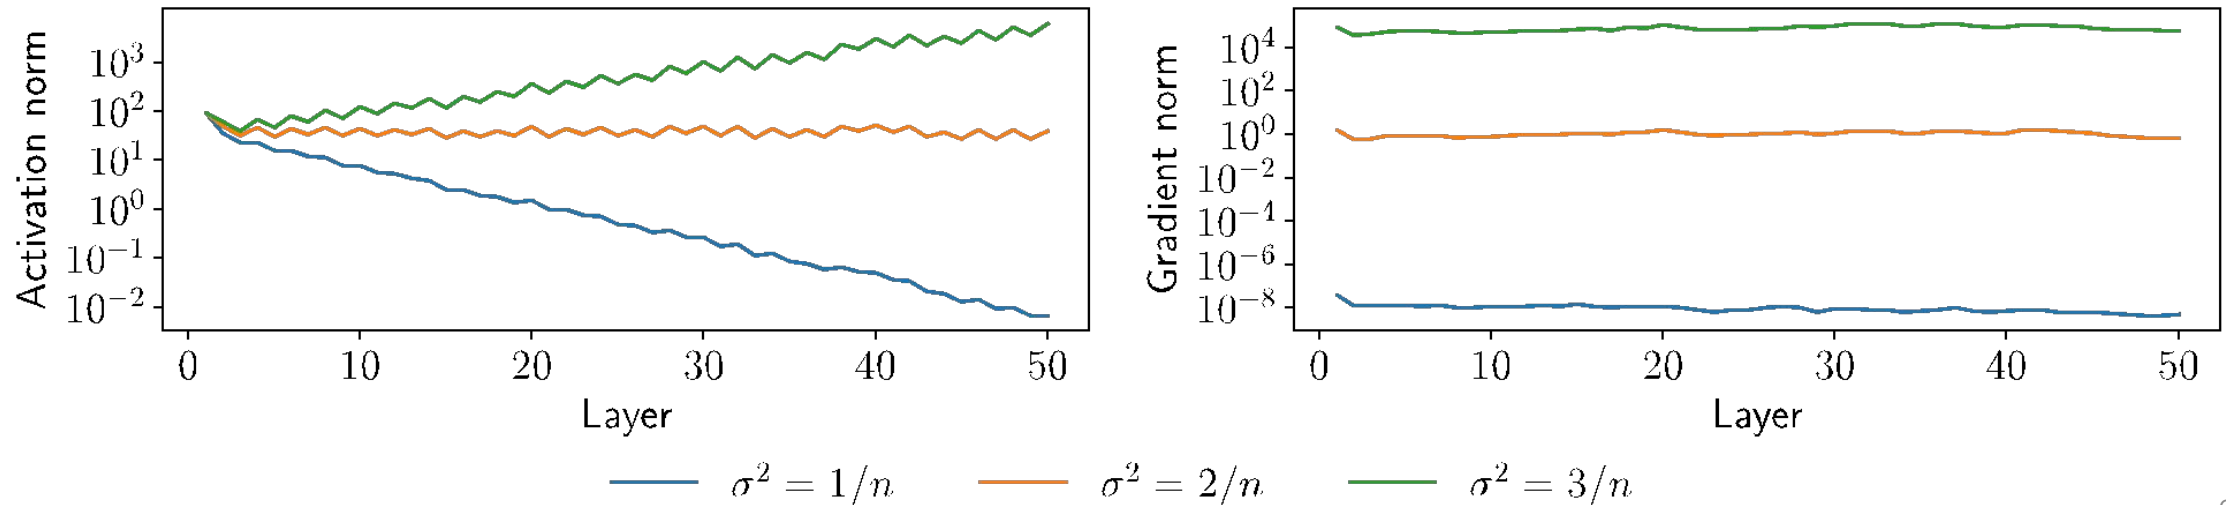 Activation norm
10^3
10^2
10^1
10^0
10^−1
10^−2
0 10 20 30 40 50
Layer
Gradient norm
10^4
10^2
10^0
10^−2
10^−4
10^−6
10^−8
0 10 20 30 40 50
Layer
σ^2 = 1/n σ^2 = 2/n σ^2 = 3/n